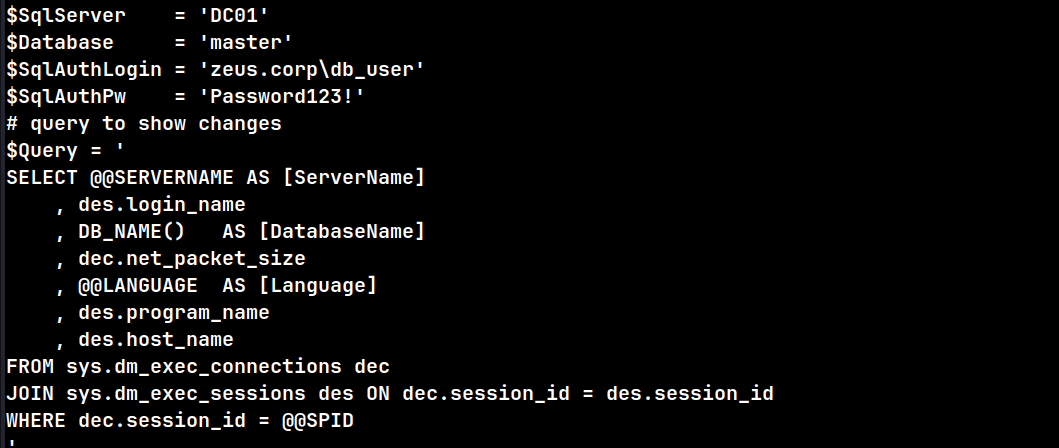 $SqlServer    = 'DC01'
$Database     = 'master'
$SqlAuthLogin = 'zeus.corp\db_user'
$SqlAuthPw    = 'Password123!'
# query to show changes
$Query = '
SELECT @@SERVERNAME AS [ServerName]
    , des.login_name
    , DB_NAME()   AS [DatabaseName]
    , dec.net_packet_size
    , @@LANGUAGE  AS [Language]
    , des.program_name
    , des.host_name
FROM sys.dm_exec_connections dec
JOIN sys.dm_exec_sessions des ON dec.session_id = des.session_id
WHERE dec.session_id = @@SPID
'